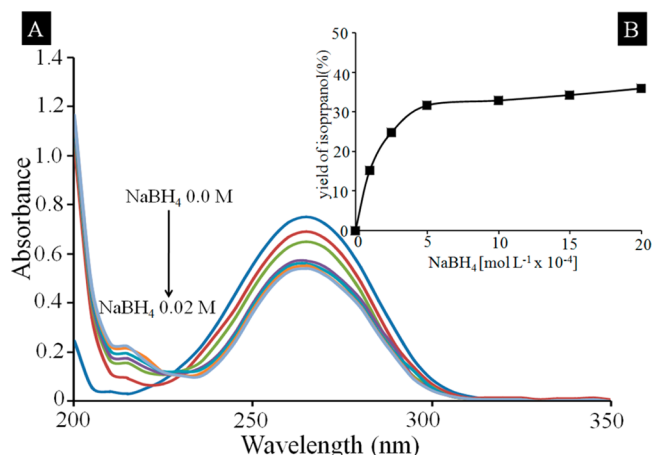 A
B
1.4
1.2
1.0
0.8
0.6
0.4
0.2
0
Absorbance
200
250
300
350
Wavelength (nm)
NaBH4 0.0 M
NaBH4 0.02 M
50
40
30
20
10
0
yield of isoprpanol(%)
0
5
10
15
20
NaBH4 [mol L-1 x 10-4]